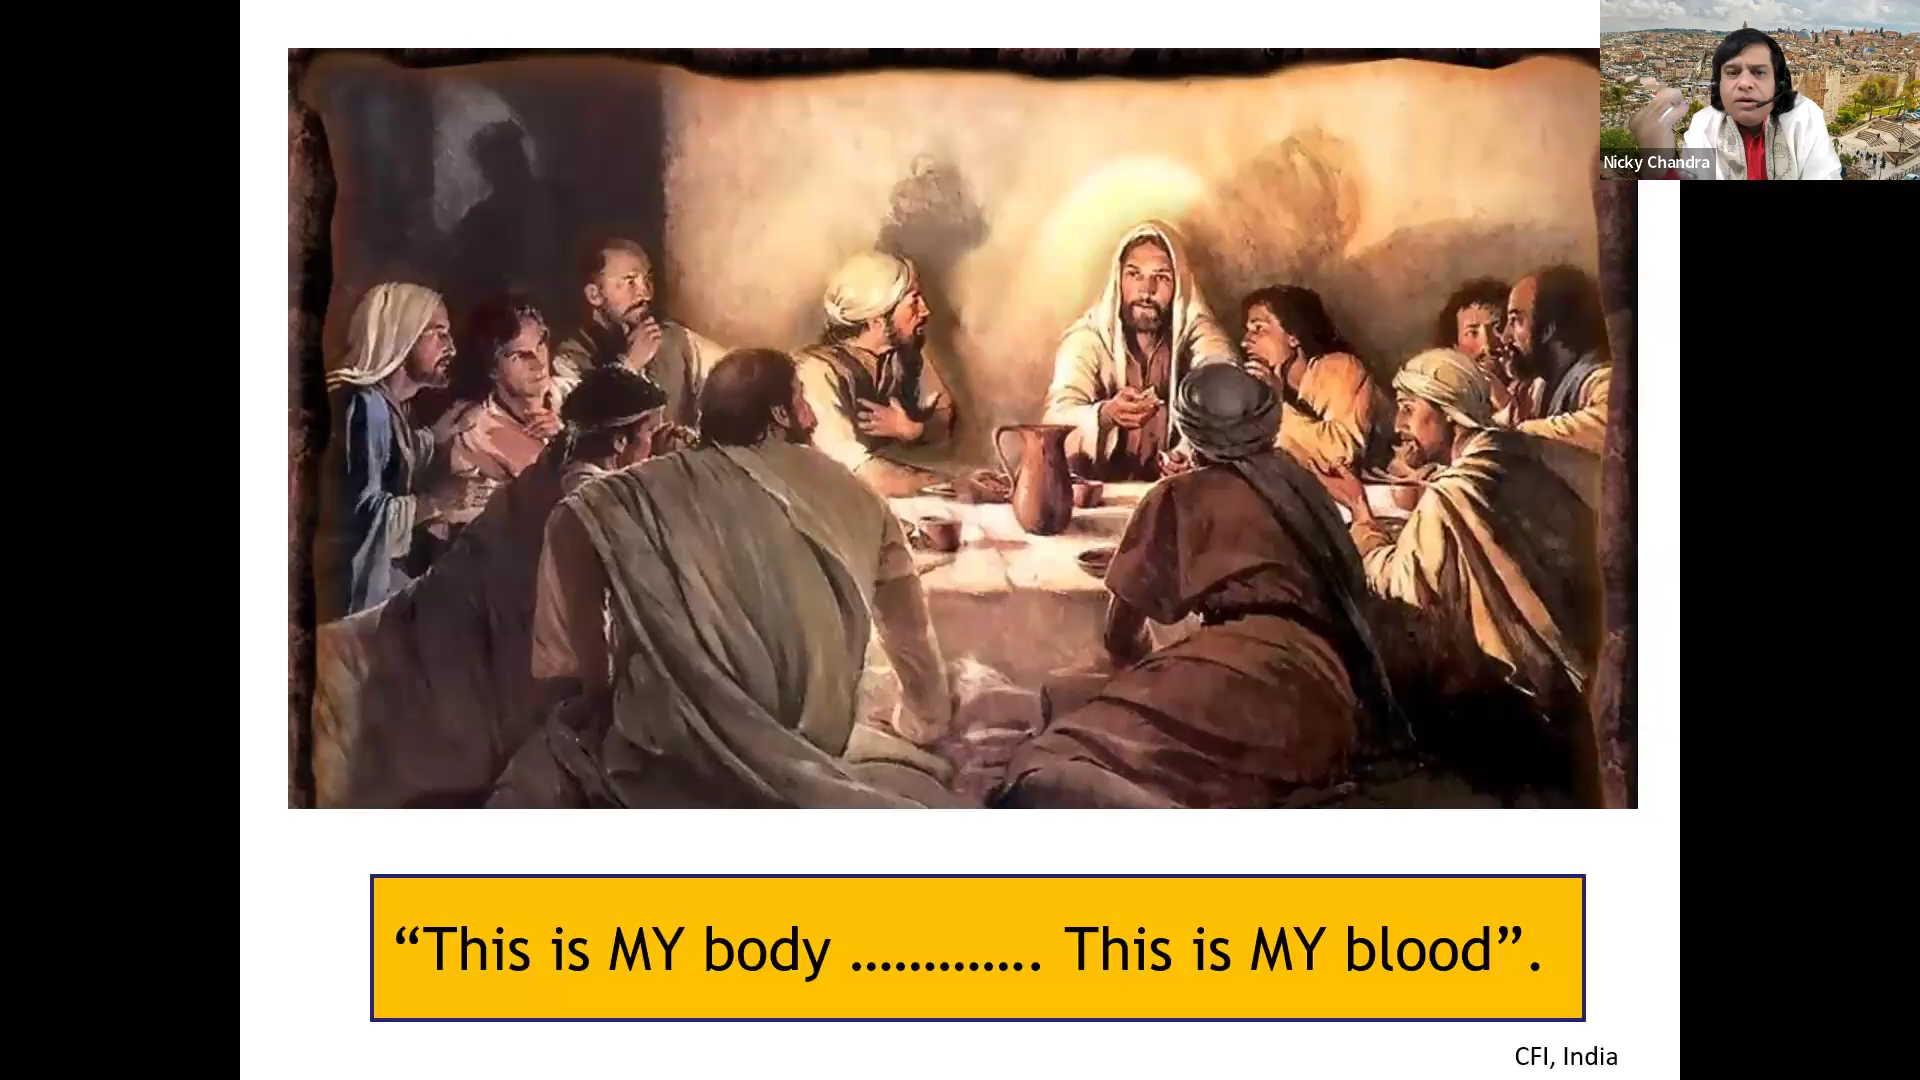 Nicky Chandra
“This is MY body ............. This is MY blood”.
CFI, India